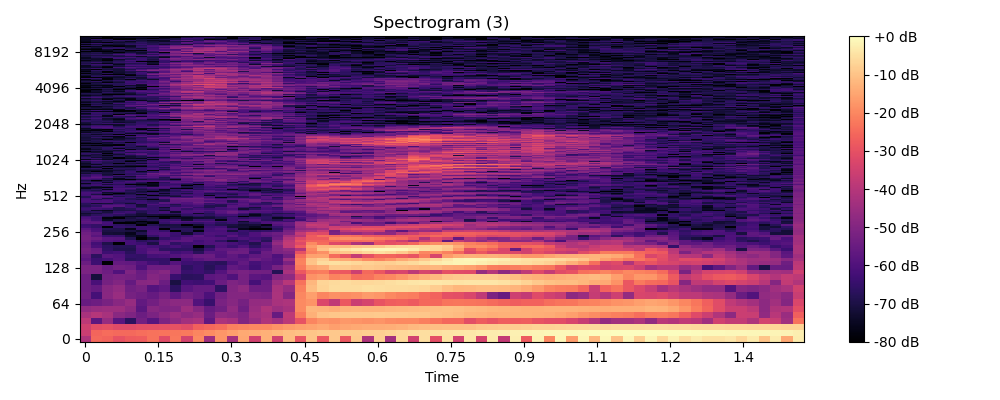 Spectrogram (3)
Hz
8192
4096
2048
1024
512
256
128
64
0
0 0.15 0.3 0.45 0.6 0.75 0.9 1.1 1.2 1.4
Time
+0 dB
-10 dB
-20 dB
-30 dB
-40 dB
-50 dB
-60 dB
-70 dB
-80 dB